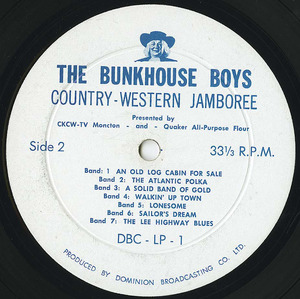 THE BUNKHOUSE BOYS
COUNTRY-WESTERN JAMBOREE
Presented by
CKCW-TV Moncton - and - Quaker All-Purpose Flour
Side 2 33⅓ R.P.M.
Band: 1 AN OLD LOG CABIN FOR SALE
Band 2: THE ATLANTIC POLKA
Band 3: A SOLID BAND OF GOLD
Band 4: WALKIN' UP TOWN
Band 5: LONESOME
Band 6: SAILOR'S DREAM
Band 7: THE LEE HIGHWAY BLUES
DBC - LP - 1
PRODUCED BY DOMINION BROADCASTING CO. LTD.